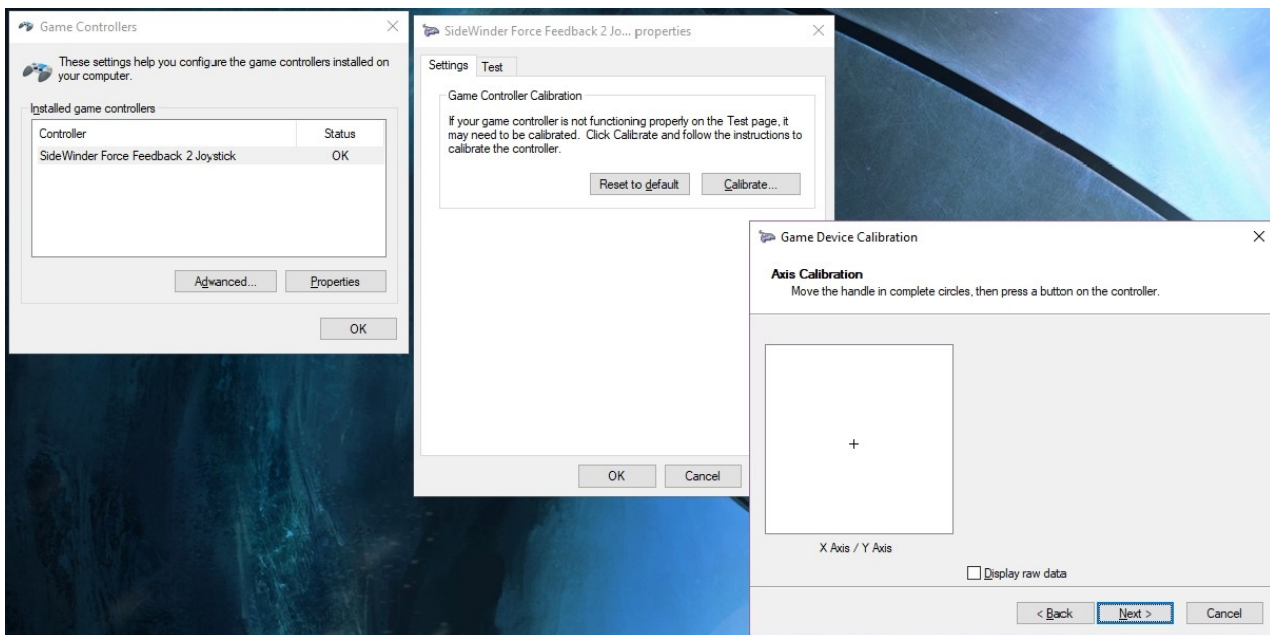 Game Controllers
These settings help you configure the game controllers installed on
your computer.
Installed game controllers
Controller Status
SideWinder Force Feedback 2 Joystick OK
Advanced... Properties
OK
SideWinder Force Feedback 2 Jo... properties
Settings Test
Game Controller Calibration
If your game controller is not functioning properly on the Test page, it
may need to be calibrated. Click Calibrate and follow the instructions to
calibrate the controller.
Reset to default Calibrate...
OK Cancel
Game Device Calibration
Axis Calibration
Move the handle in complete circles, then press a button on the controller.
X Axis / Y Axis
Display raw data
< Back Next > Cancel